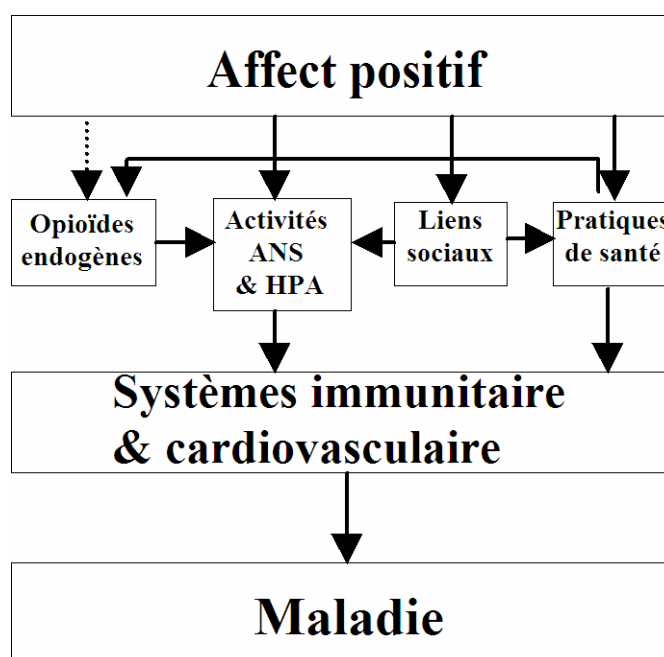 Affect positif
Opioïdes
endogènes
Activités
ANS
& HPA
Liens
sociaux
Pratiques
de santé
Systèmes immunitaire
& cardiovasculaire
Maladie